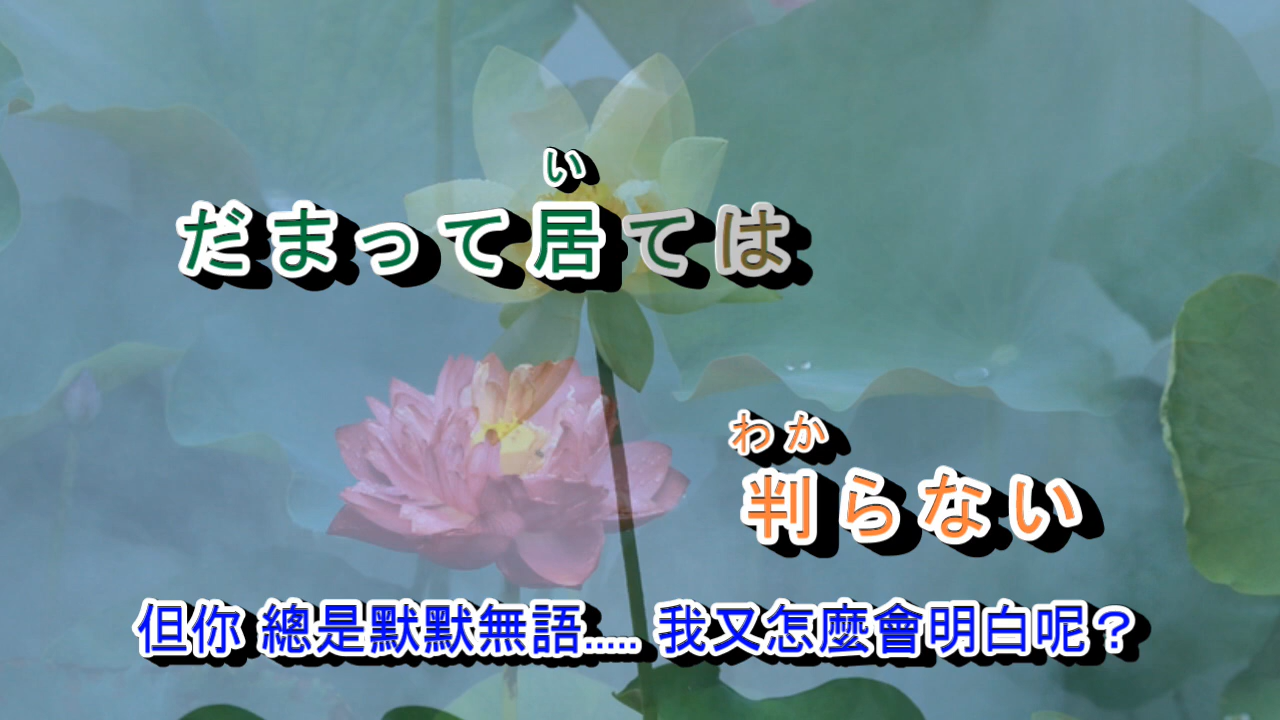 い
だまって居ては
わか
判らない
但你 總是默默無語..... 我又怎麼會明白呢？